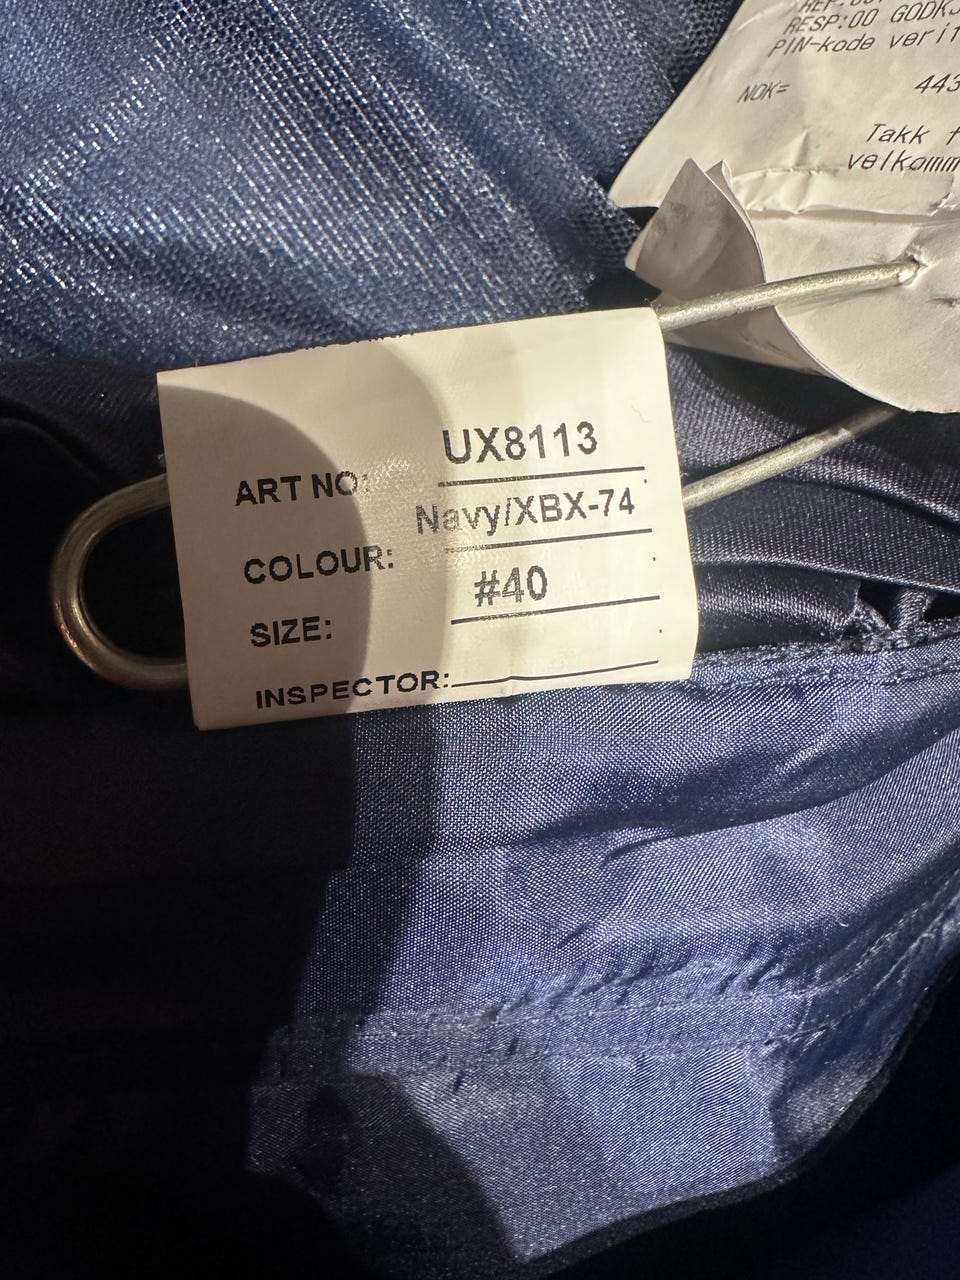 RESP:00 GODKJ
PIN-kode verif
NOK= 443
Takk f
velkomm
UX8113
ART NO:
Navy/XBX-74
COLOUR:
#40
SIZE:
INSPECTOR: